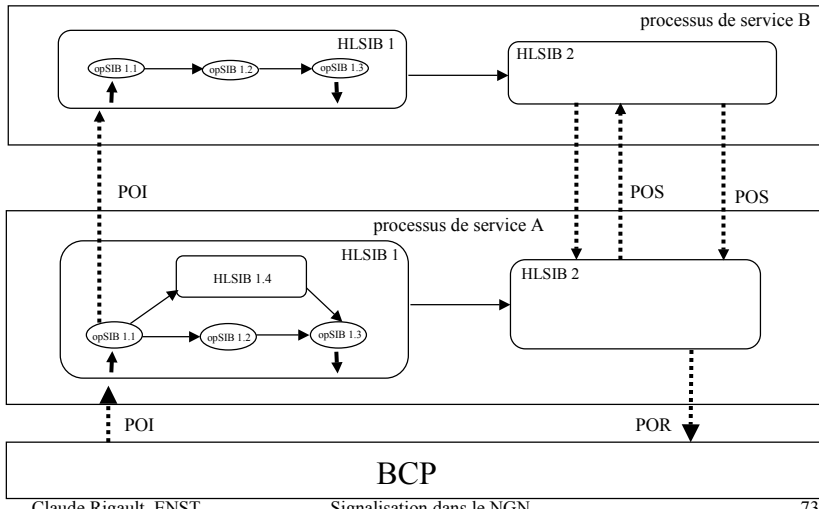 processus de service B
HLSIB 1
HLSIB 2
opSIB 1.1
opSIB 1.2
opSIB 1.3
POI
POS
POS
processus de service A
HLSIB 1
HLSIB 2
HLSIB 1.4
opSIB 1.1
opSIB 1.2
opSIB 1.3
POI
POR
BCP
Claude Rigault, ENST
Signalisation dans le NGN
73